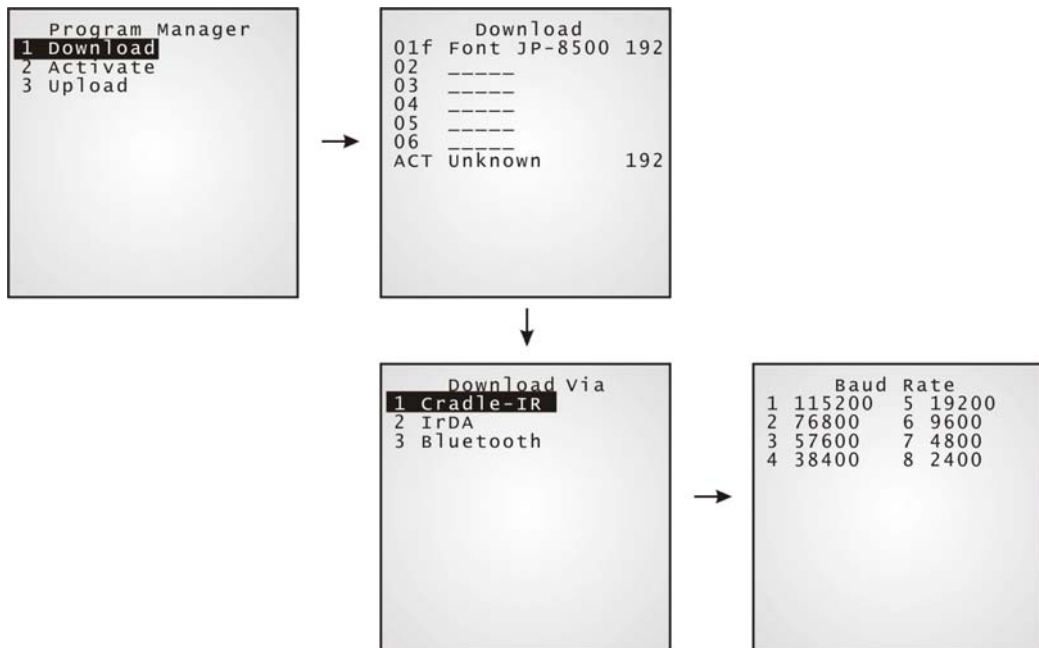 Program Manager
1 Download
2 Activate
3 Upload
Download
01f Font JP-8500 192
02 _____
03 _____
04 _____
05 _____
06 _____
ACT Unknown 192
Download Via
1 Cradle-IR
2 IrDA
3 Bluetooth
Baud Rate
1 115200 5 19200
2 76800 6 9600
3 57600 7 4800
4 38400 8 2400